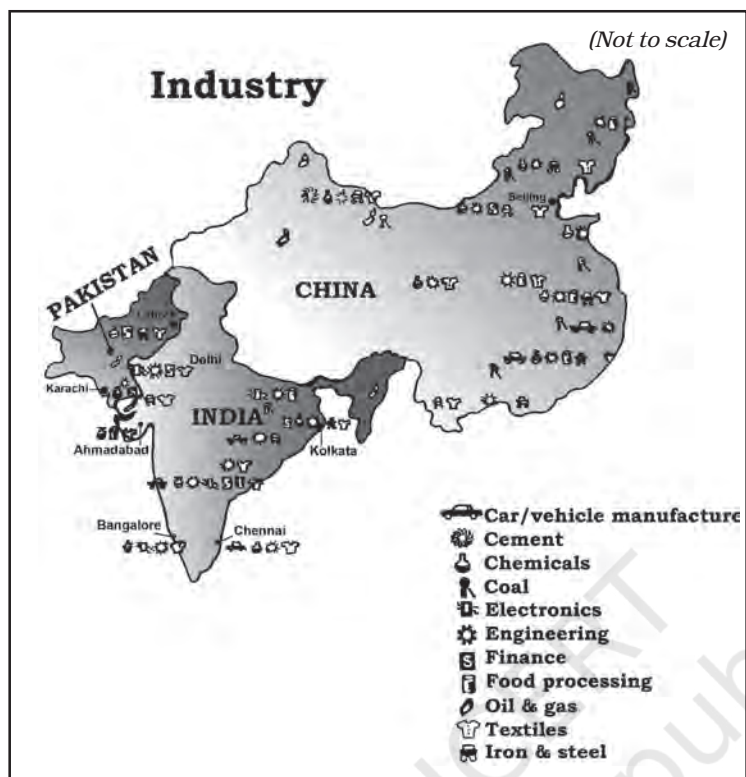 (Not to scale)
Industry
Beijing
PAKISTAN
CHINA
Lahore
Delhi
Karachi
INDIA
Ahmadabad
Kolkata
Bangalore
Chennai
Car/vehicle manufacture
Cement
Chemicals
Coal
Electronics
Engineering
Finance
Food processing
Oil & gas
Textiles
Iron & steel
NCERT